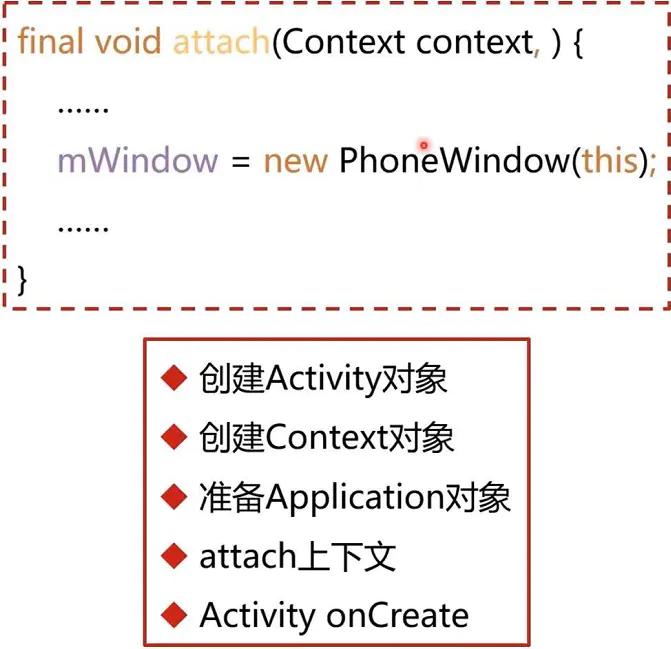 final void attach(Context context, ) {
……
mWindow = new PhoneWindow(this);
……
}
创建Activity对象
创建Context对象
准备Application对象
attach上下文
Activity onCreate